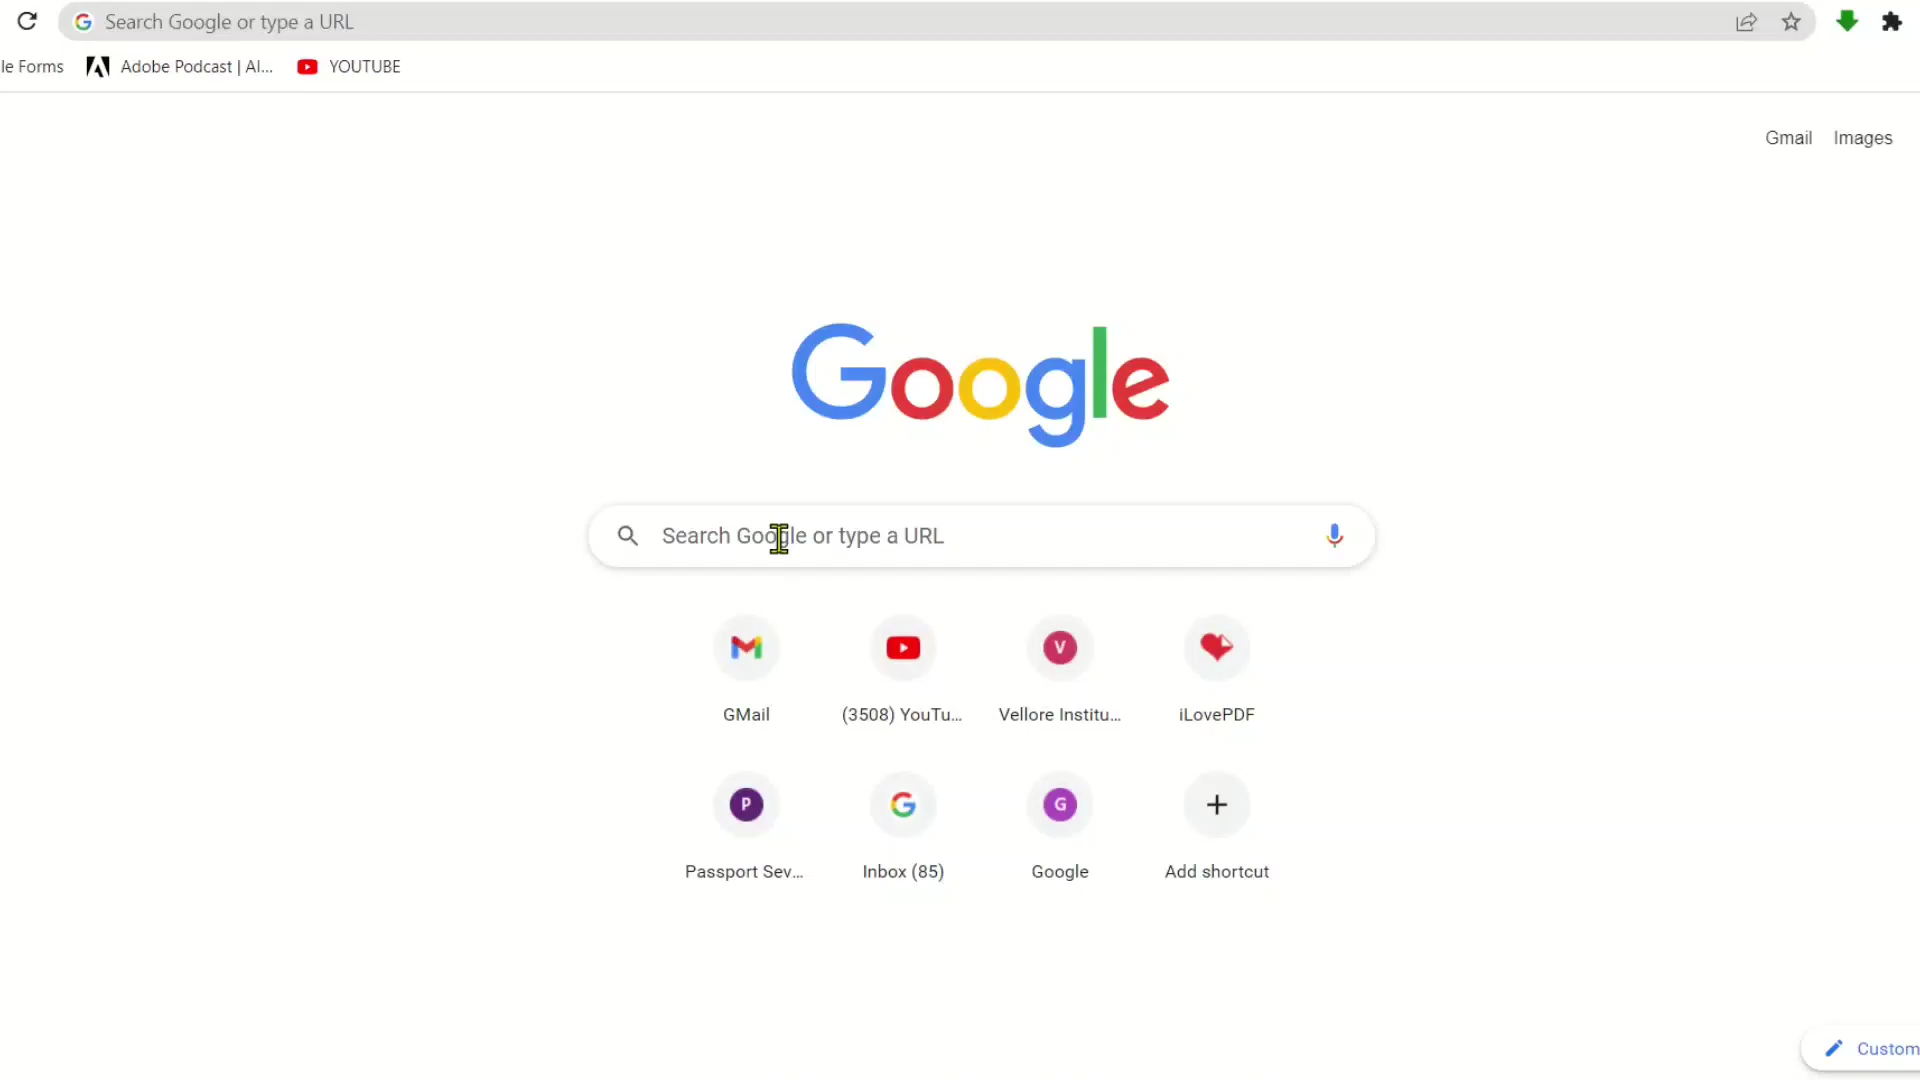 Search Google or type a URL
le Forms
Adobe Podcast | AI...
YOUTUBE
Gmail
Images
Google
Search Google or type a URL
GMail
(3508) YouTu...
V
Vellore Institu...
iLovePDF
P
Passport Sev...
Inbox (85)
G
Google
Add shortcut
Custom